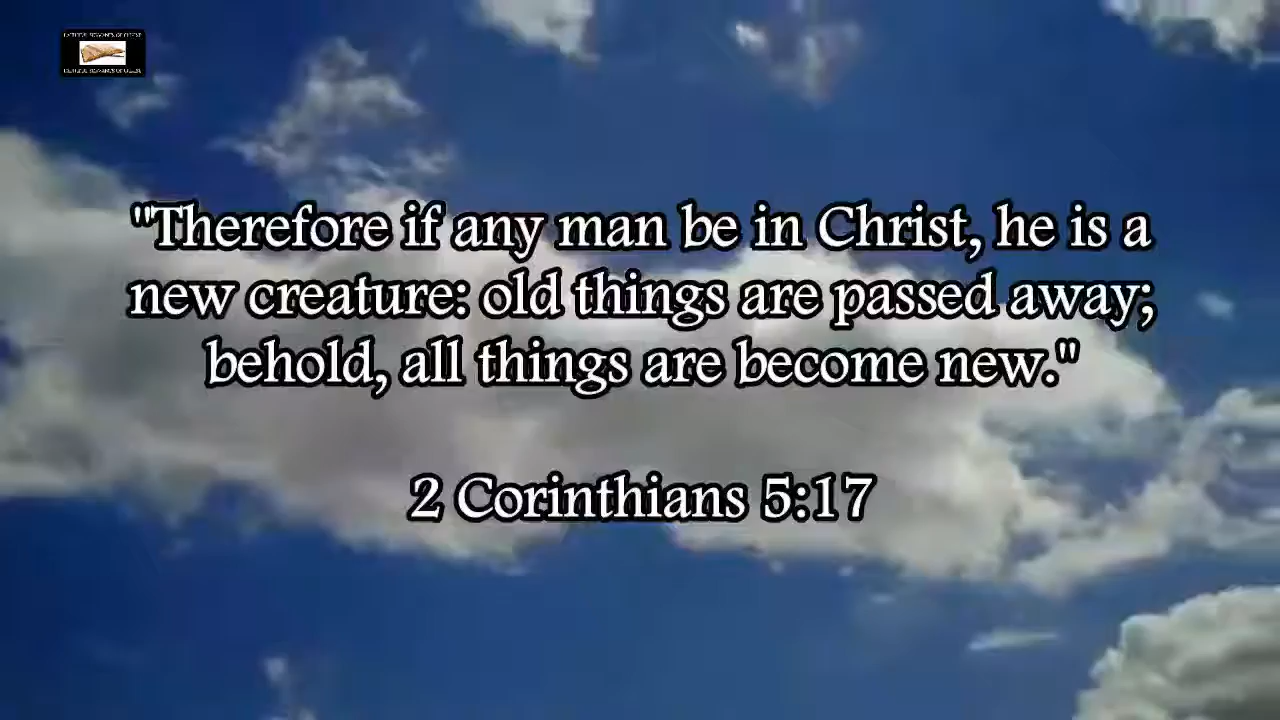 "Therefore if any man be in Christ, he is a
new creature: old things are passed away;
behold, all things are become new."
2 Corinthians 5:17